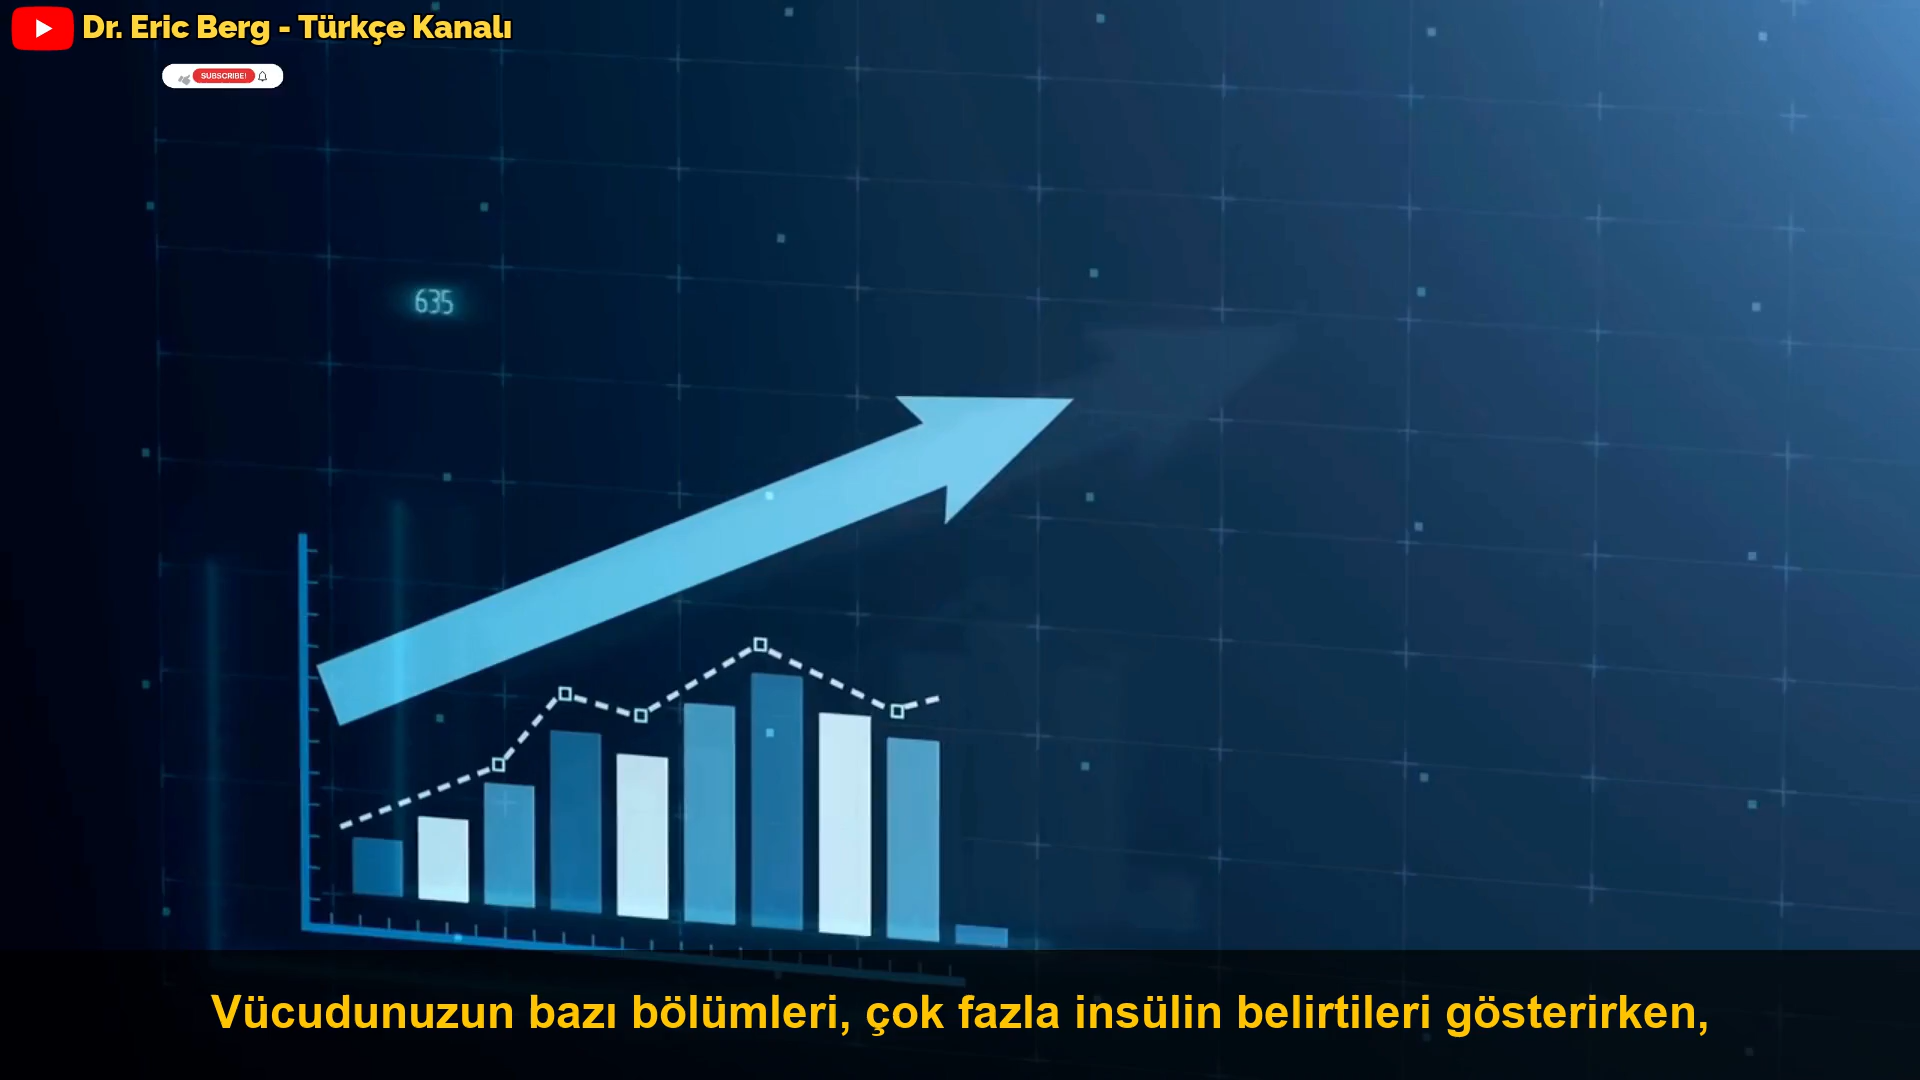 Dr. Eric Berg - Türkçe Kanalı
SUBSCRIBE!
635
Vücudunuzun bazı bölümleri, çok fazla insülin belirtileri gösterirken,